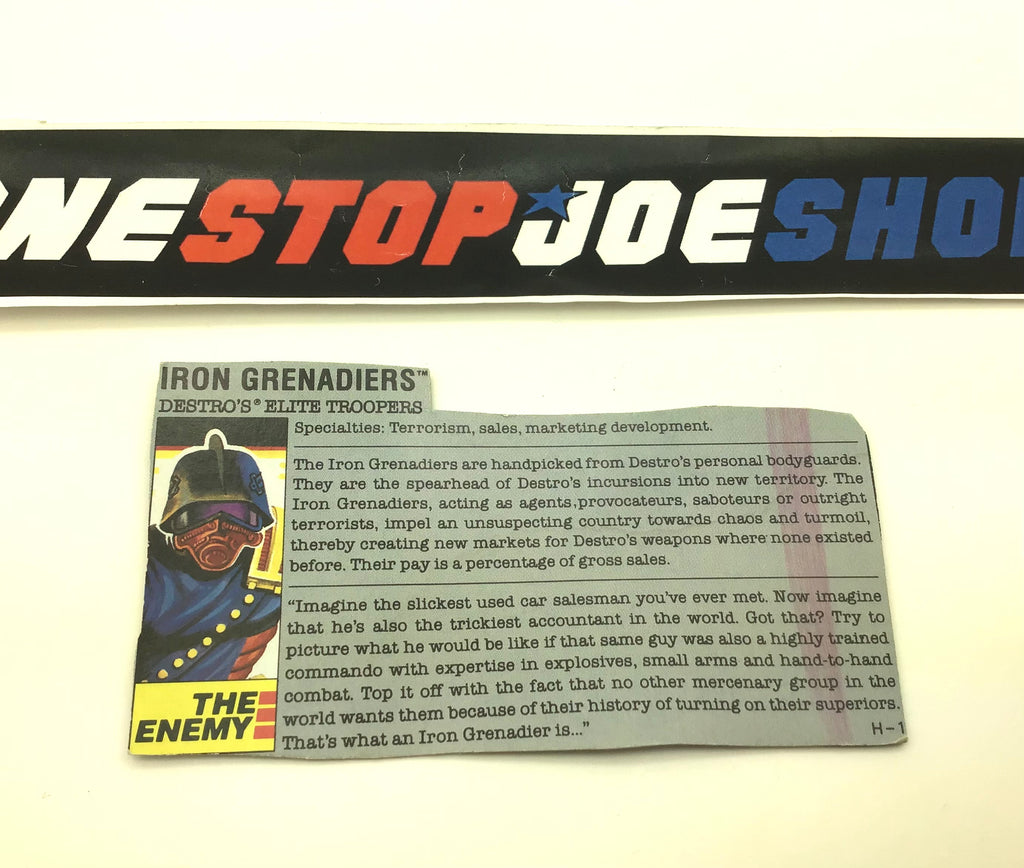 ONESTOPJOESHOP
IRON GRENADIERS™
DESTRO'S® ELITE TROOPERS
Specialties: Terrorism, sales, marketing development.
The Iron Grenadiers are handpicked from Destro's personal bodyguards.
They are the spearhead of Destro's incursions into new territory. The
Iron Grenadiers, acting as agents provocateurs, saboteurs or outright
terrorists, impel an unsuspecting country towards chaos and turmoil,
thereby creating new markets for Destro's weapons where none existed
before. Their pay is a percentage of gross sales.
"Imagine the slickest used car salesman you've ever met. Now imagine
that he's also the trickiest accountant in the world. Got that? Try to
picture what he would be like if that same guy was also a highly trained
commando with expertise in explosives, small arms and hand-to-hand
combat. Top it off with the fact that no other mercenary group in the
world wants them because of their history of turning on their superiors.
That's what an Iron Grenadier is..."
THE
ENEMY
H-1